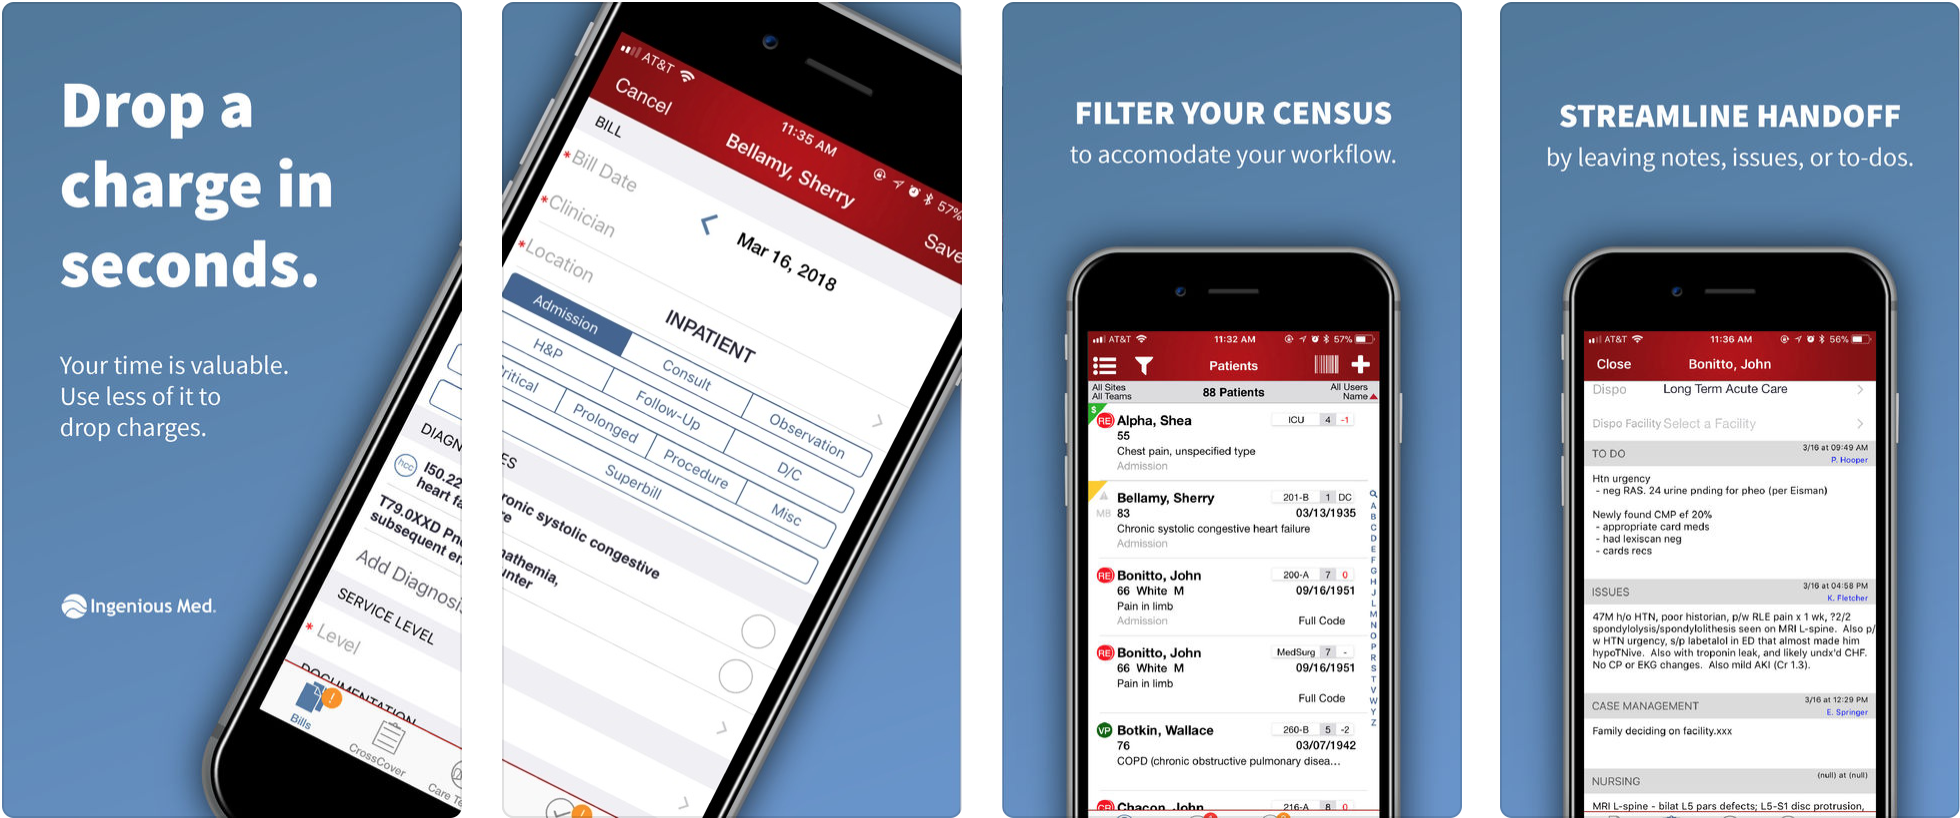 Drop a
charge in
seconds.
Your time is valuable.
Use less of it to
drop charges.
Ingenious Med.
DIAGN
hcc
I50.22
heart fa
T79.0XXD
subsequent en
Add Diagnosi
SERVICE LEVEL
* Level
DOCUMENTATION
Bills
CrossCover
Care Te
AT&T
11:35 AM
57%
Cancel
Bellamy, Sherry
Save
BILL
*Bill Date
Mar 16, 2018
*Clinician
*Location
INPATIENT
Admission
Consult
Observation
H&P
Follow-Up
D/C
ritical
Prolonged
Procedure
Misc
Superbill
ES
ronic systolic congestive
re
nathemia,
unter
FILTER YOUR CENSUS
to accomodate your workflow.
AT&T 11:32 AM 57%
Patients
All Sites
All Teams
88 Patients
All Users
Name
$
RE Alpha, Shea ICU 4 -1
55
Chest pain, unspecified type
Admission
Bellamy, Sherry 201-B 1 DC
MB 83 03/13/1935
Chronic systolic congestive heart failure
Admission
RE Bonitto, John 200-A 7 0
66 White M 09/16/1951
Pain in limb
Admission Full Code
RE Bonitto, John MedSurg 7 -
66 White M 09/16/1951
Pain in limb
Full Code
VP Botkin, Wallace 260-B 5 -2
76 03/07/1942
COPD (chronic obstructive pulmonary disea...
CR Chacon, John 216-A 8 0
A
B
C
D
E
F
G
H
J
L
M
N
O
P
R
S
T
V
W
Y
Z
STREAMLINE HANDOFF
by leaving notes, issues, or to-dos.
AT&T 11:36 AM 56%
Close Bonitto, John
Dispo Long Term Acute Care
Dispo Facility Select a Facility
TO DO 3/16 at 09:49 AM
P. Hooper
Htn urgency
- neg RAS. 24 urine pnding for pheo (per Eisman)
Newly found CMP ef 20%
- appropriate card meds
- had lexiscan neg
- cards recs
ISSUES 3/16 at 04:58 PM
K. Fletcher
47M h/o HTN, poor historian, p/w RLE pain x 1 wk, ?2/2
spondylolysis/spondylolithesis seen on MRI L-spine. Also p/
w HTN urgency, s/p labetalol in ED that almost made him
hypoTNive. Also with troponin leak, and likely undx'd CHF.
No CP or EKG changes. Also mild AKI (Cr 1.3).
CASE MANAGEMENT 3/16 at 12:29 PM
E. Springer
Family deciding on facility.xxx
NURSING (null) at (null)
MRI L-spine - bilat L5 pars defects; L5-S1 disc protrusion,